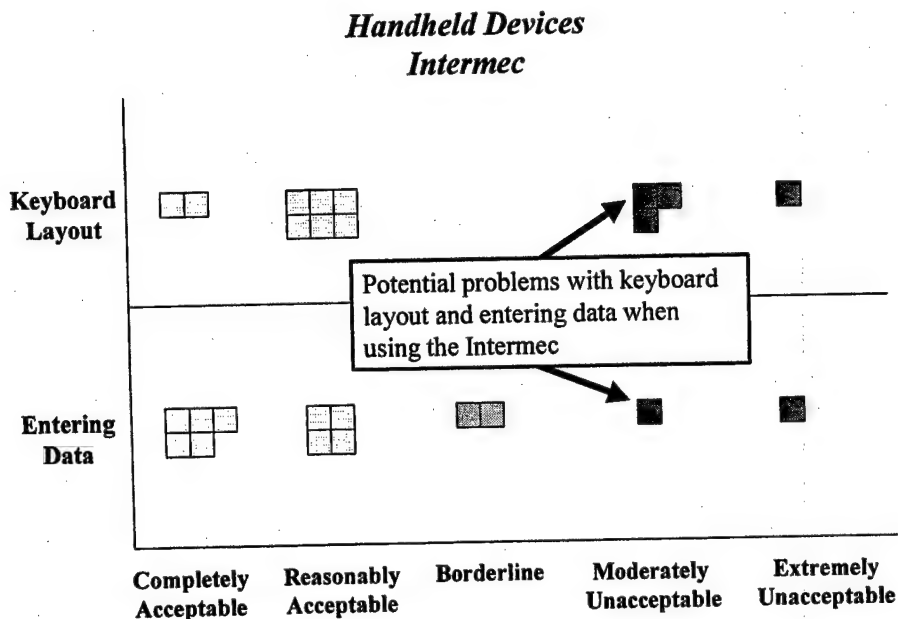 Handheld Devices
Intermec
Keyboard
Layout
Potential problems with keyboard
layout and entering data when
using the Intermec
Entering
Data
Completely
Acceptable
Reasonably
Acceptable
Borderline
Moderately
Unacceptable
Extremely
Unacceptable